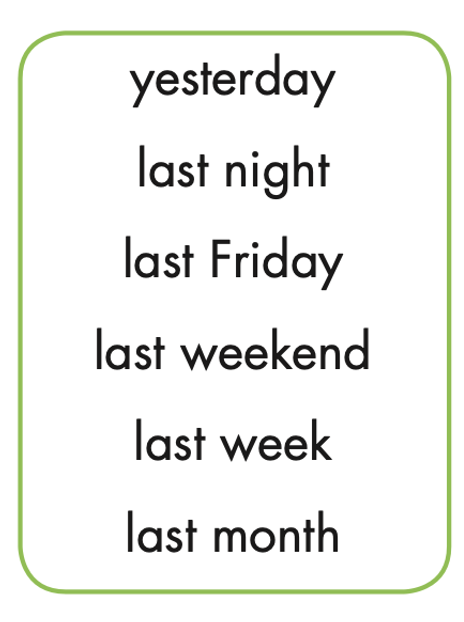 yesterday
last night
last Friday
last weekend
last week
last month